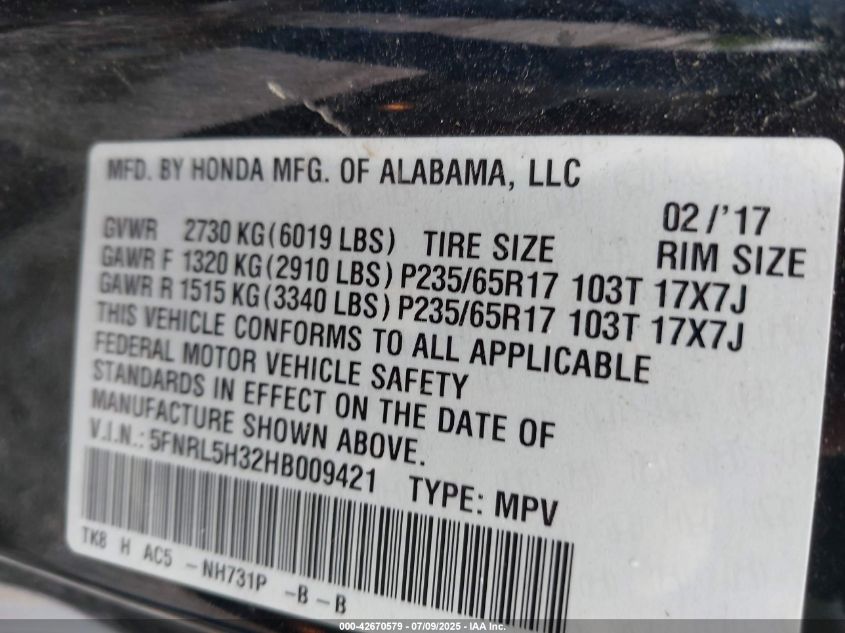 MFD. BY HONDA MFG. OF ALABAMA, LLC
02 /'17
GVWR 2730 KG (6019 LBS) TIRE SIZE RIM SIZE
GAWR F 1320 KG (2910 LBS) P235/65R17 103T 17X7J
GAWR R 1515 KG (3340 LBS) P235/65R17 103T 17X7J
THIS VEHICLE CONFORMS TO ALL APPLICABLE
FEDERAL MOTOR VEHICLE SAFETY
STANDARDS IN EFFECT ON THE DATE OF
MANUFACTURE SHOWN ABOVE.
V.I.N.: 5FNRL5H32HB009421 TYPE: MPV
TK8 H AC5 - NH731P - B - B
000-42670579 - 07/09/2025 - IAA Inc.